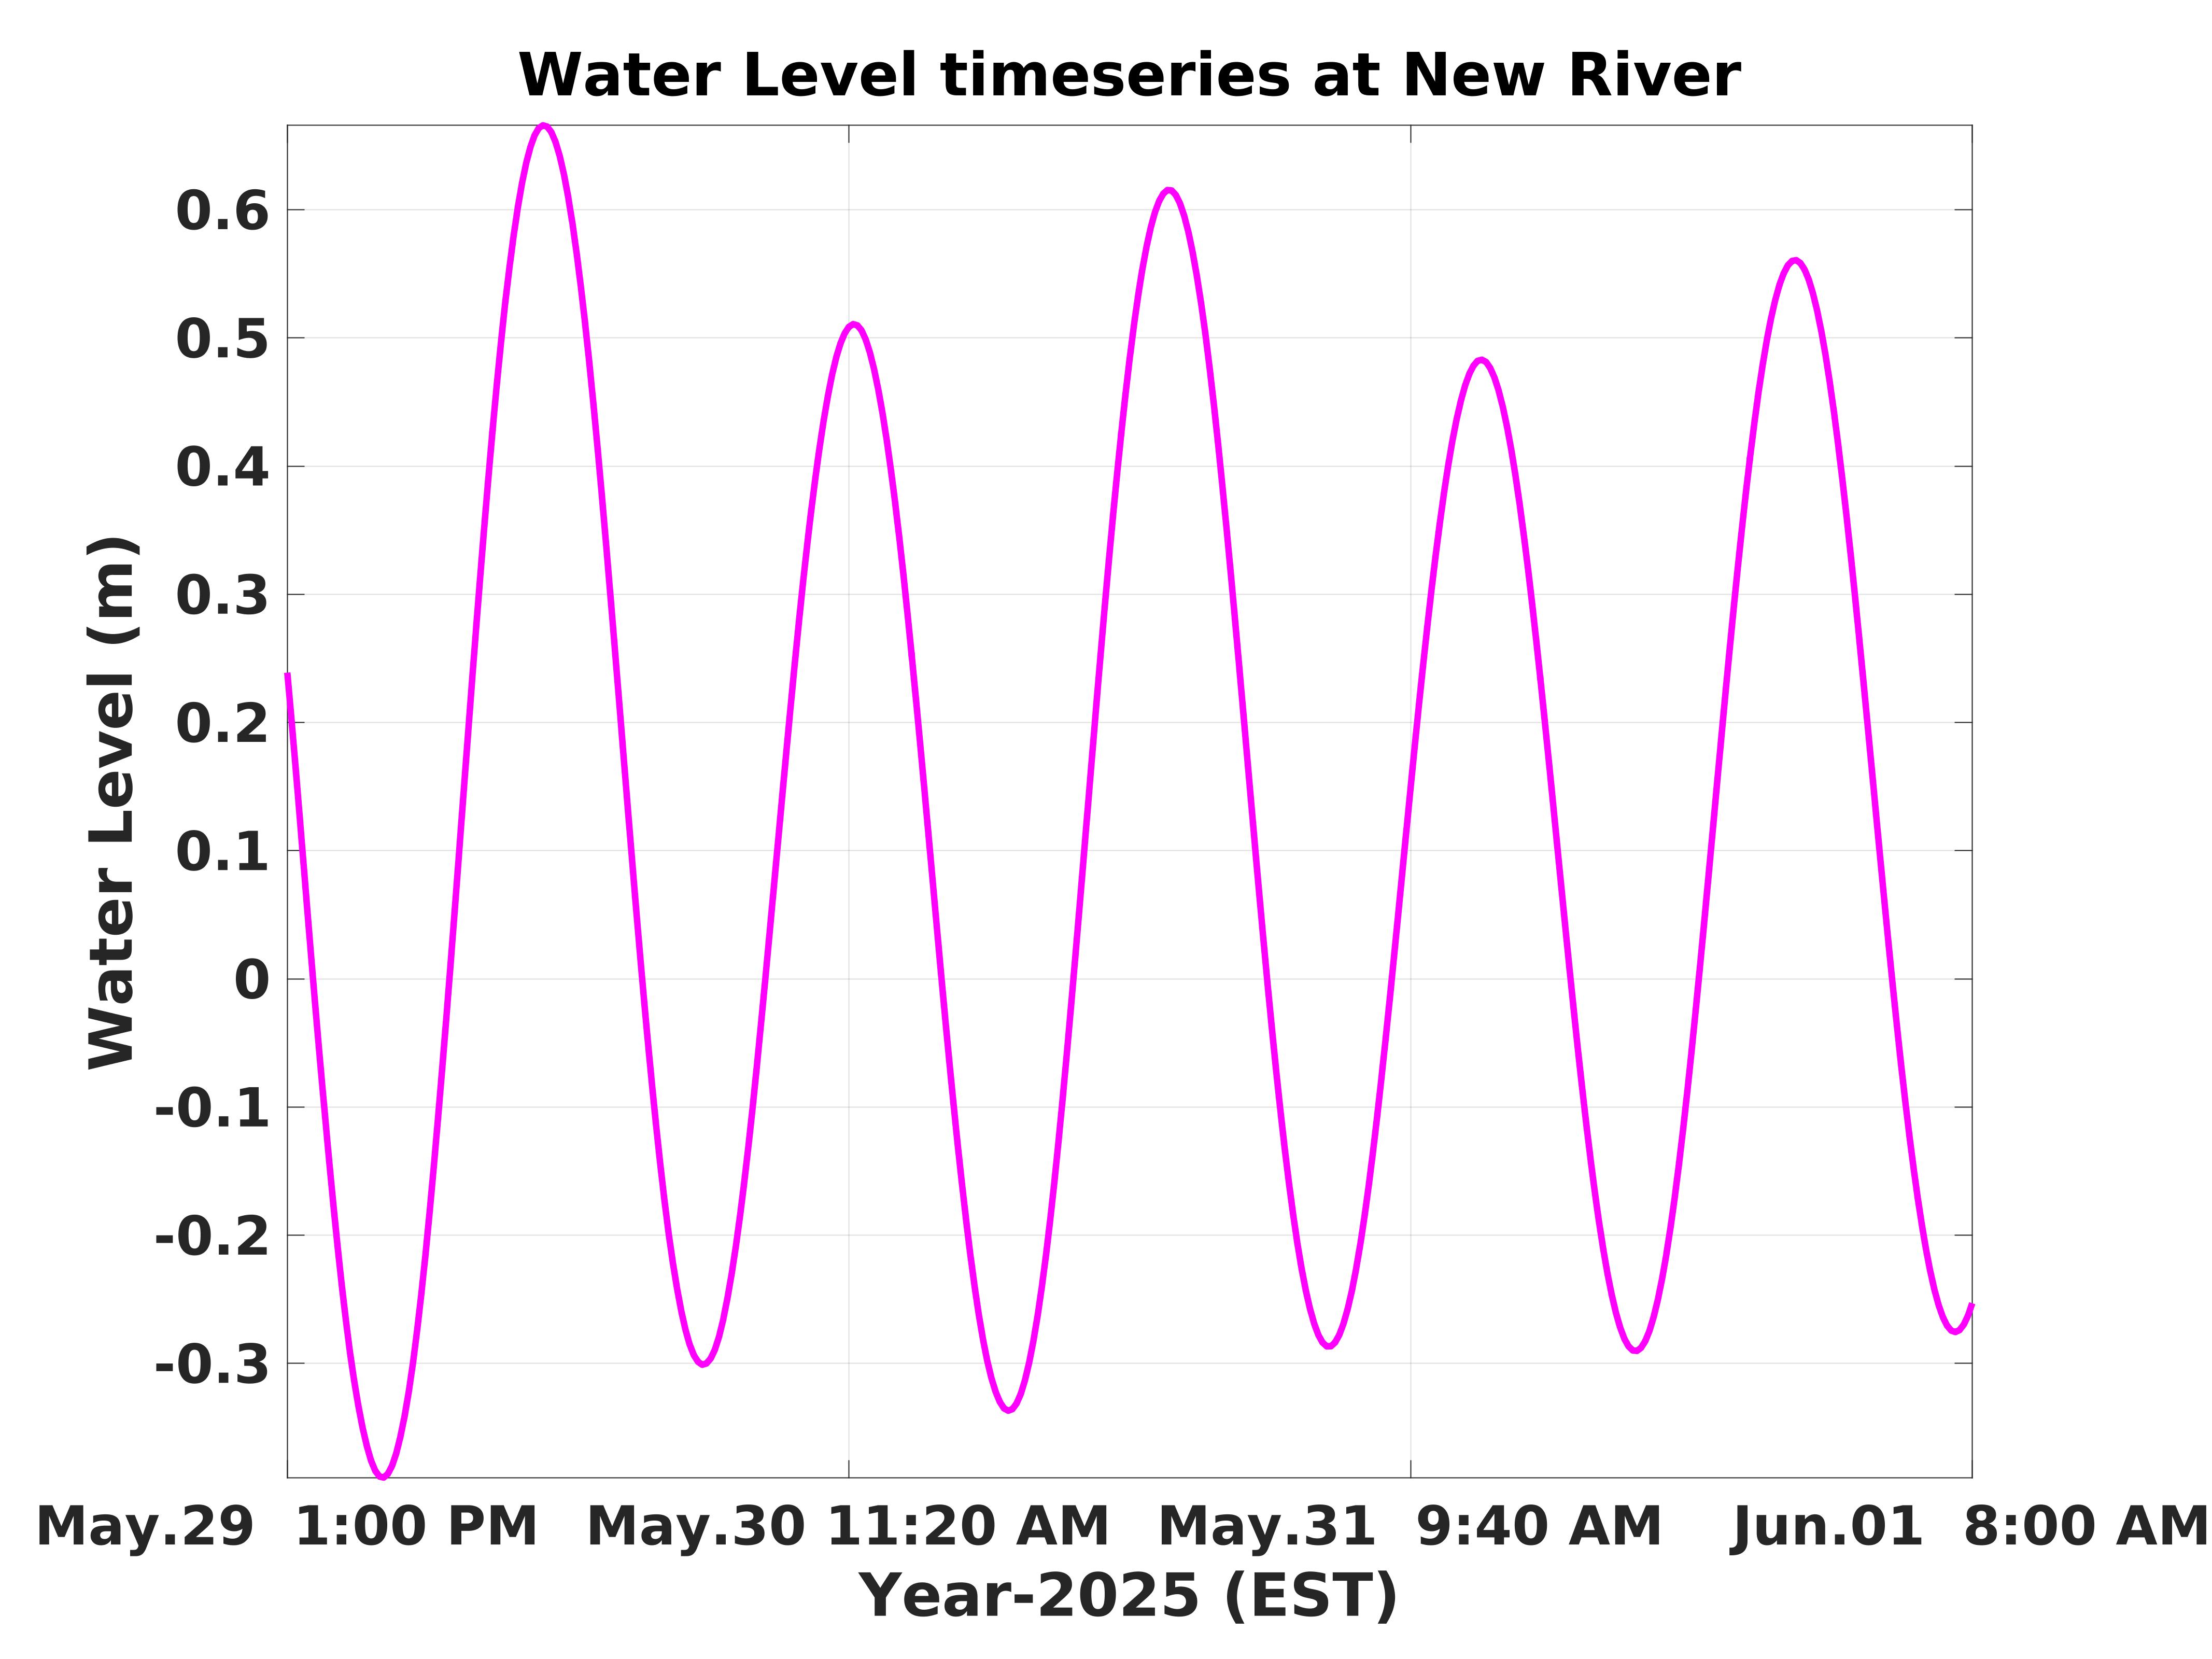 Water Level timeseries at New River
Water Level (m)
0.6
0.5
0.4
0.3
0.2
0.1
0
-0.1
-0.2
-0.3
May.29 1:00 PM May.30 11:20 AM May.31 9:40 AM Jun.01 8:00 AM
Year-2025 (EST)